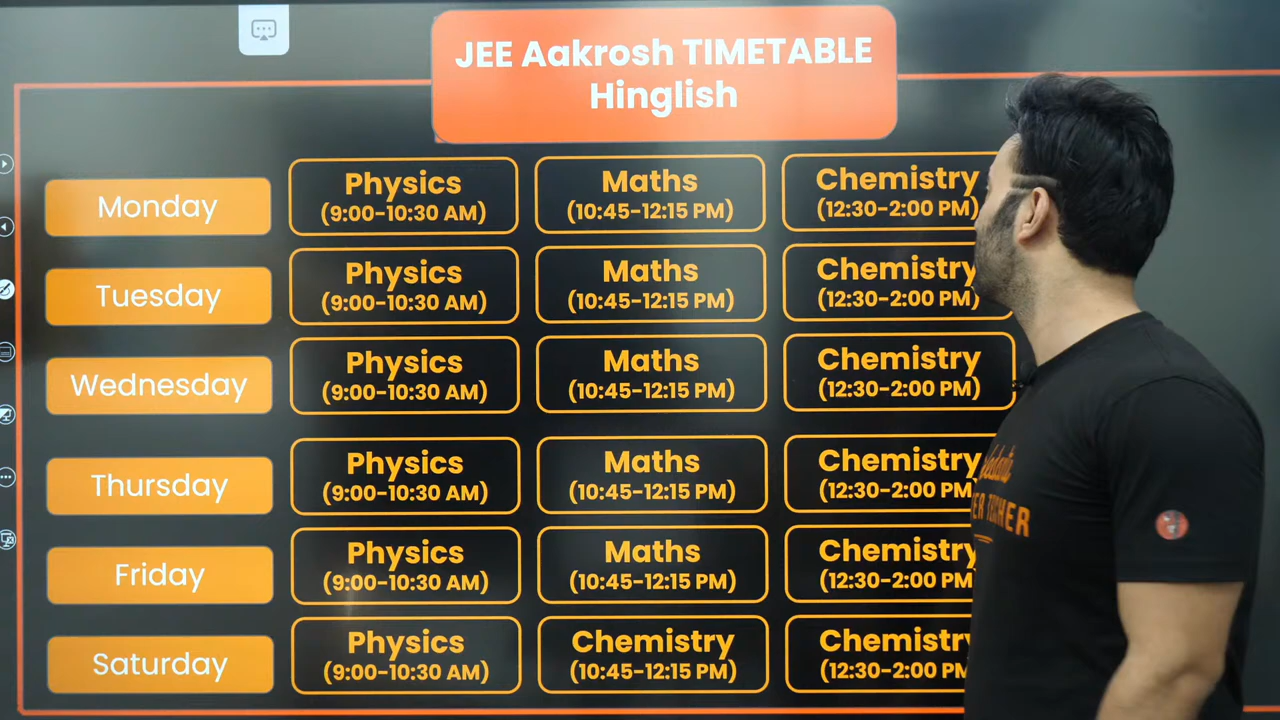 JEE Aakrosh TIMETABLE
Hinglish
Monday
Physics
(9:00-10:30 AM)
Maths
(10:45-12:15 PM)
Chemistry
(12:30-2:00 PM)
Tuesday
Physics
(9:00-10:30 AM)
Maths
(10:45-12:15 PM)
Chemistry
(12:30-2:00 PM)
Wednesday
Physics
(9:00-10:30 AM)
Maths
(10:45-12:15 PM)
Chemistry
(12:30-2:00 PM)
Thursday
Physics
(9:00-10:30 AM)
Maths
(10:45-12:15 PM)
Chemistry
(12:30-2:00 PM
Friday
Physics
(9:00-10:30 AM)
Maths
(10:45-12:15 PM)
Chemistry
(12:30-2:00 PM
Saturday
Physics
(9:00-10:30 AM)
Chemistry
(10:45-12:15 PM)
Chemistry
(12:30-2:00 PM